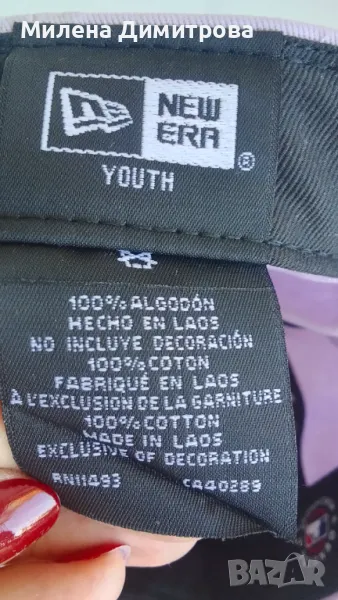 Милена Димитрова
NEW
ERA
®
YOUTH
100% ALGODÓN
HECHO EN LAOS
NO INCLUYE DECORACIÓN
100% COTON
FABRIQUÉ EN LAOS
À L'EXCLUSION DE LA GARNITURE
100% COTTON
MADE IN LAOS
EXCLUSIVE OF DECORATION
RN11493 CA40289
BAZAR